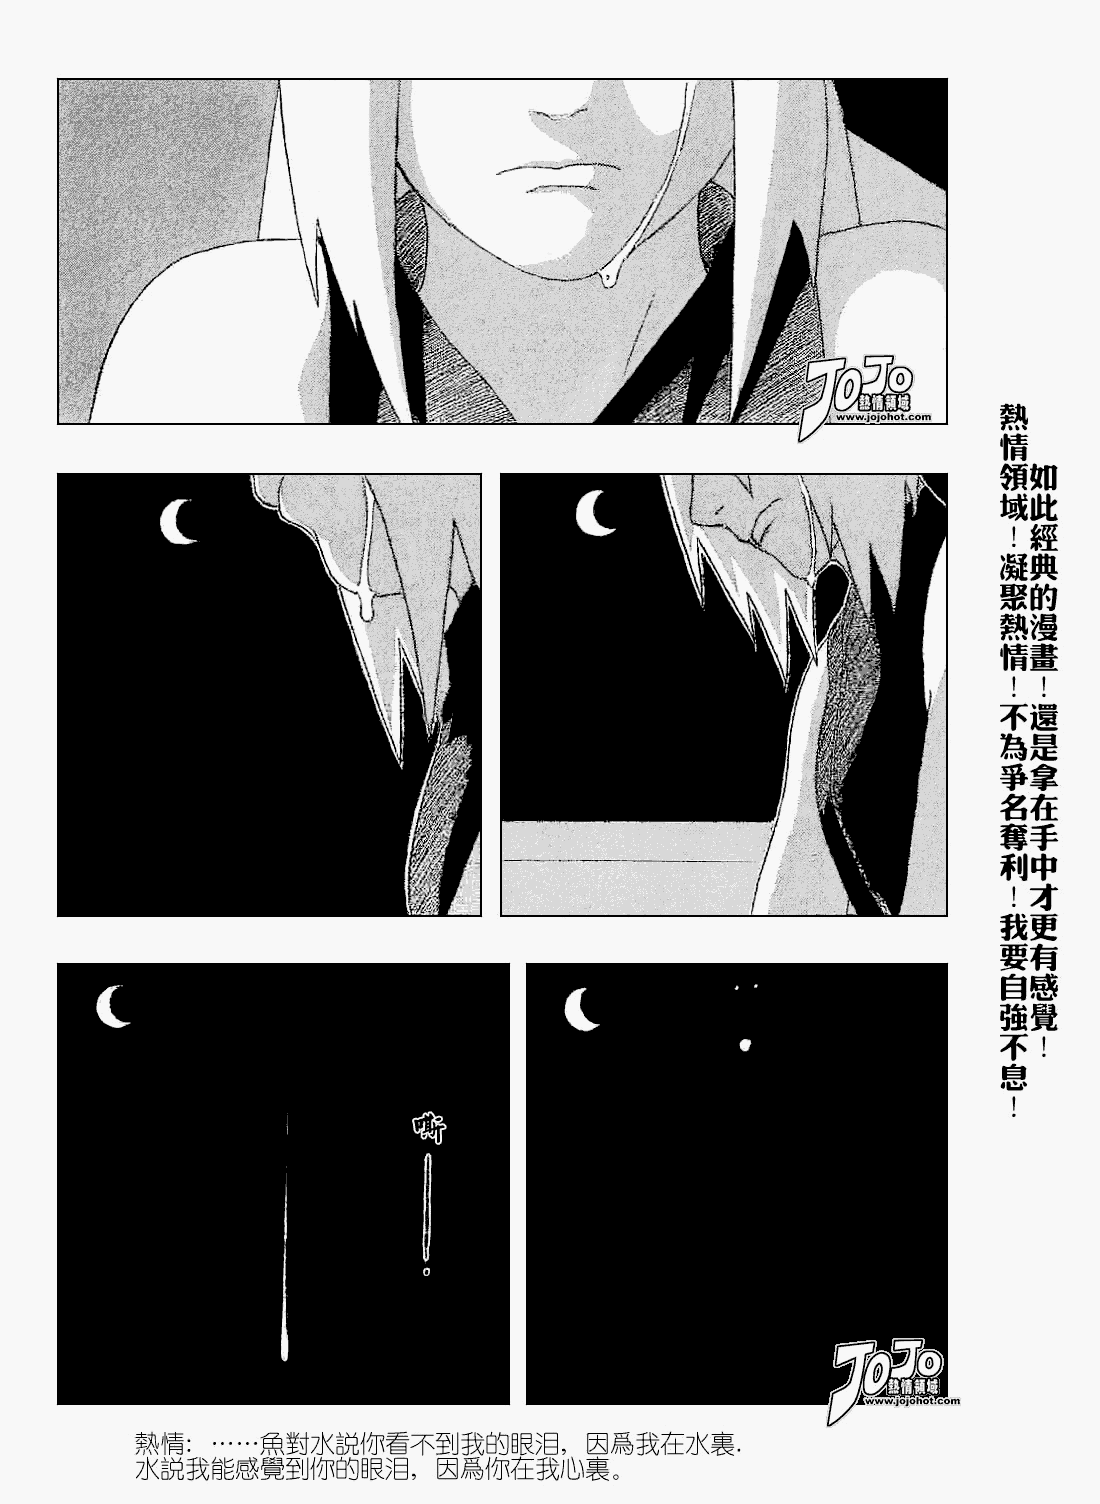 JOJO
熱情領域
www.jojohot.com
如此經典的漫畫！還是拿在手中才更有感覺！
熱情領域！凝聚熱情！不為爭名奪利！我要自強不息！
嘶
JOJO
熱情領域
www.jojohot.com
熱情：……魚對水説你看不到我的眼泪，因爲我在水裏.
水説我能感覺到你的眼泪，因爲你在我心裏。